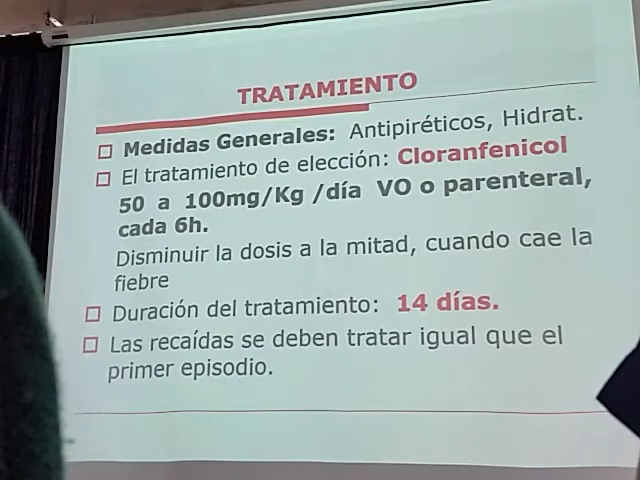 TRATAMIENTO
Medidas Generales: Antipiréticos, Hidrat.
El tratamiento de elección: Cloranfenicol
50 a 100mg/Kg /día VO o parenteral,
cada 6h.
Disminuir la dosis a la mitad, cuando cae la
fiebre
Duración del tratamiento: 14 días.
Las recaídas se deben tratar igual que el
primer episodio.